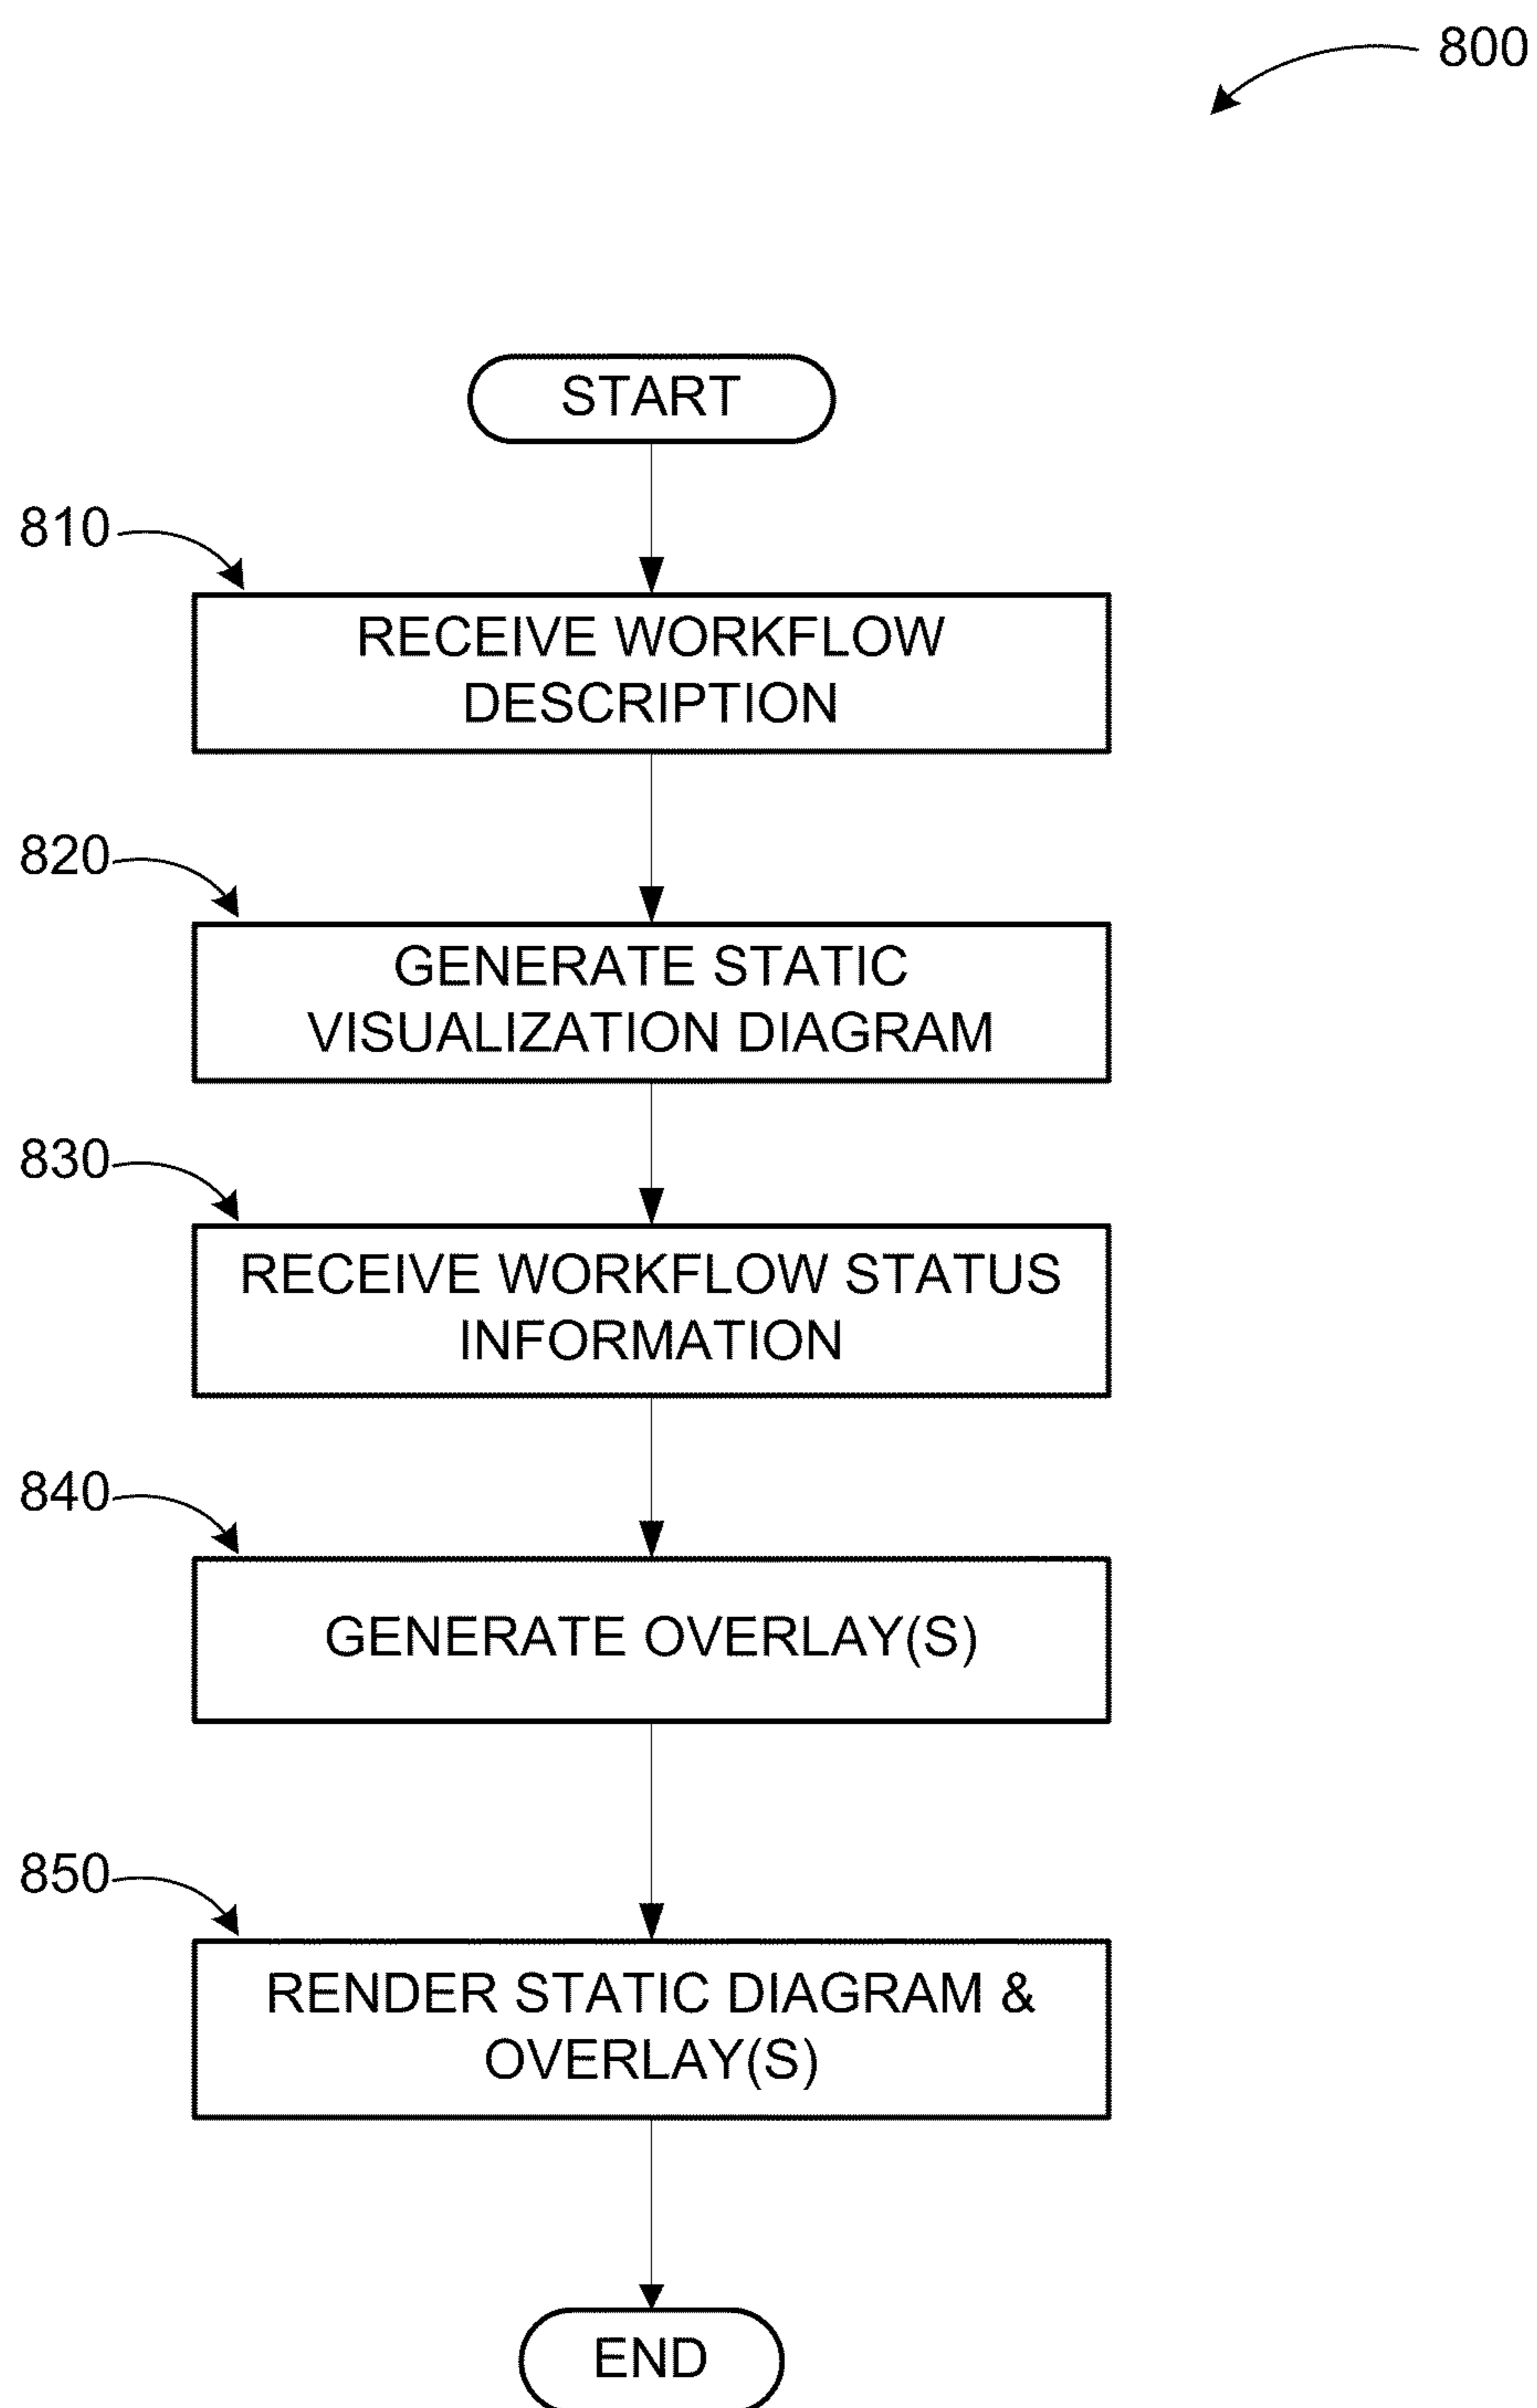 800
START
810
RECEIVE WORKFLOW
DESCRIPTION
820
GENERATE STATIC
VISUALIZATION DIAGRAM
830
RECEIVE WORKFLOW STATUS
INFORMATION
840
GENERATE OVERLAY(S)
850
RENDER STATIC DIAGRAM &
OVERLAY(S)
END